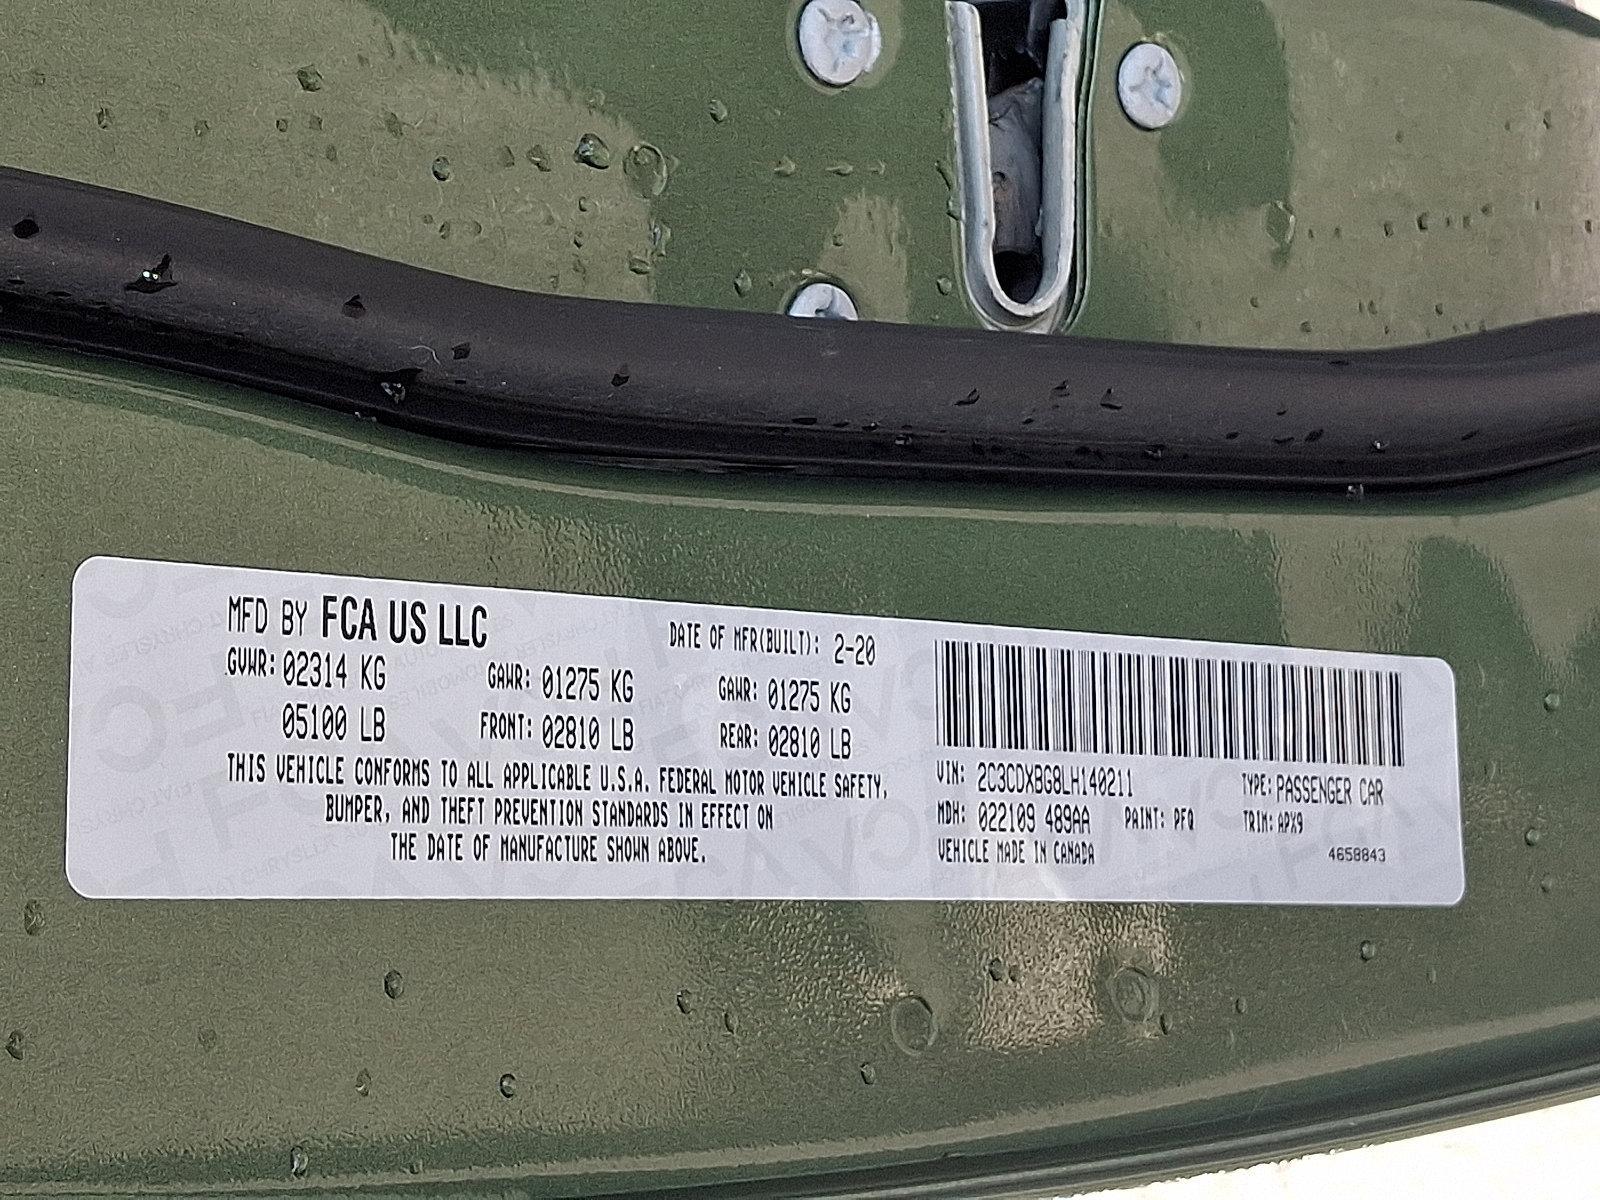 MFD BY FCA US LLC
DATE OF MFR(BUILT): 2-20
GVWR: 02314 KG
GAWR: 01275 KG
GAWR: 01275 KG
05100 LB
FRONT: 02810 LB
REAR: 02810 LB
THIS VEHICLE CONFORMS TO ALL APPLICABLE U.S.A. FEDERAL MOTOR VEHICLE SAFETY,
BUMPER, AND THEFT PREVENTION STANDARDS IN EFFECT ON
THE DATE OF MANUFACTURE SHOWN ABOVE.
VIN: 2C3CDXBG8LH140211
TYPE: PASSENGER CAR
MDH: 022109 489AA
PAINT: PFQ
TRIM: APX9
VEHICLE MADE IN CANADA
4658843